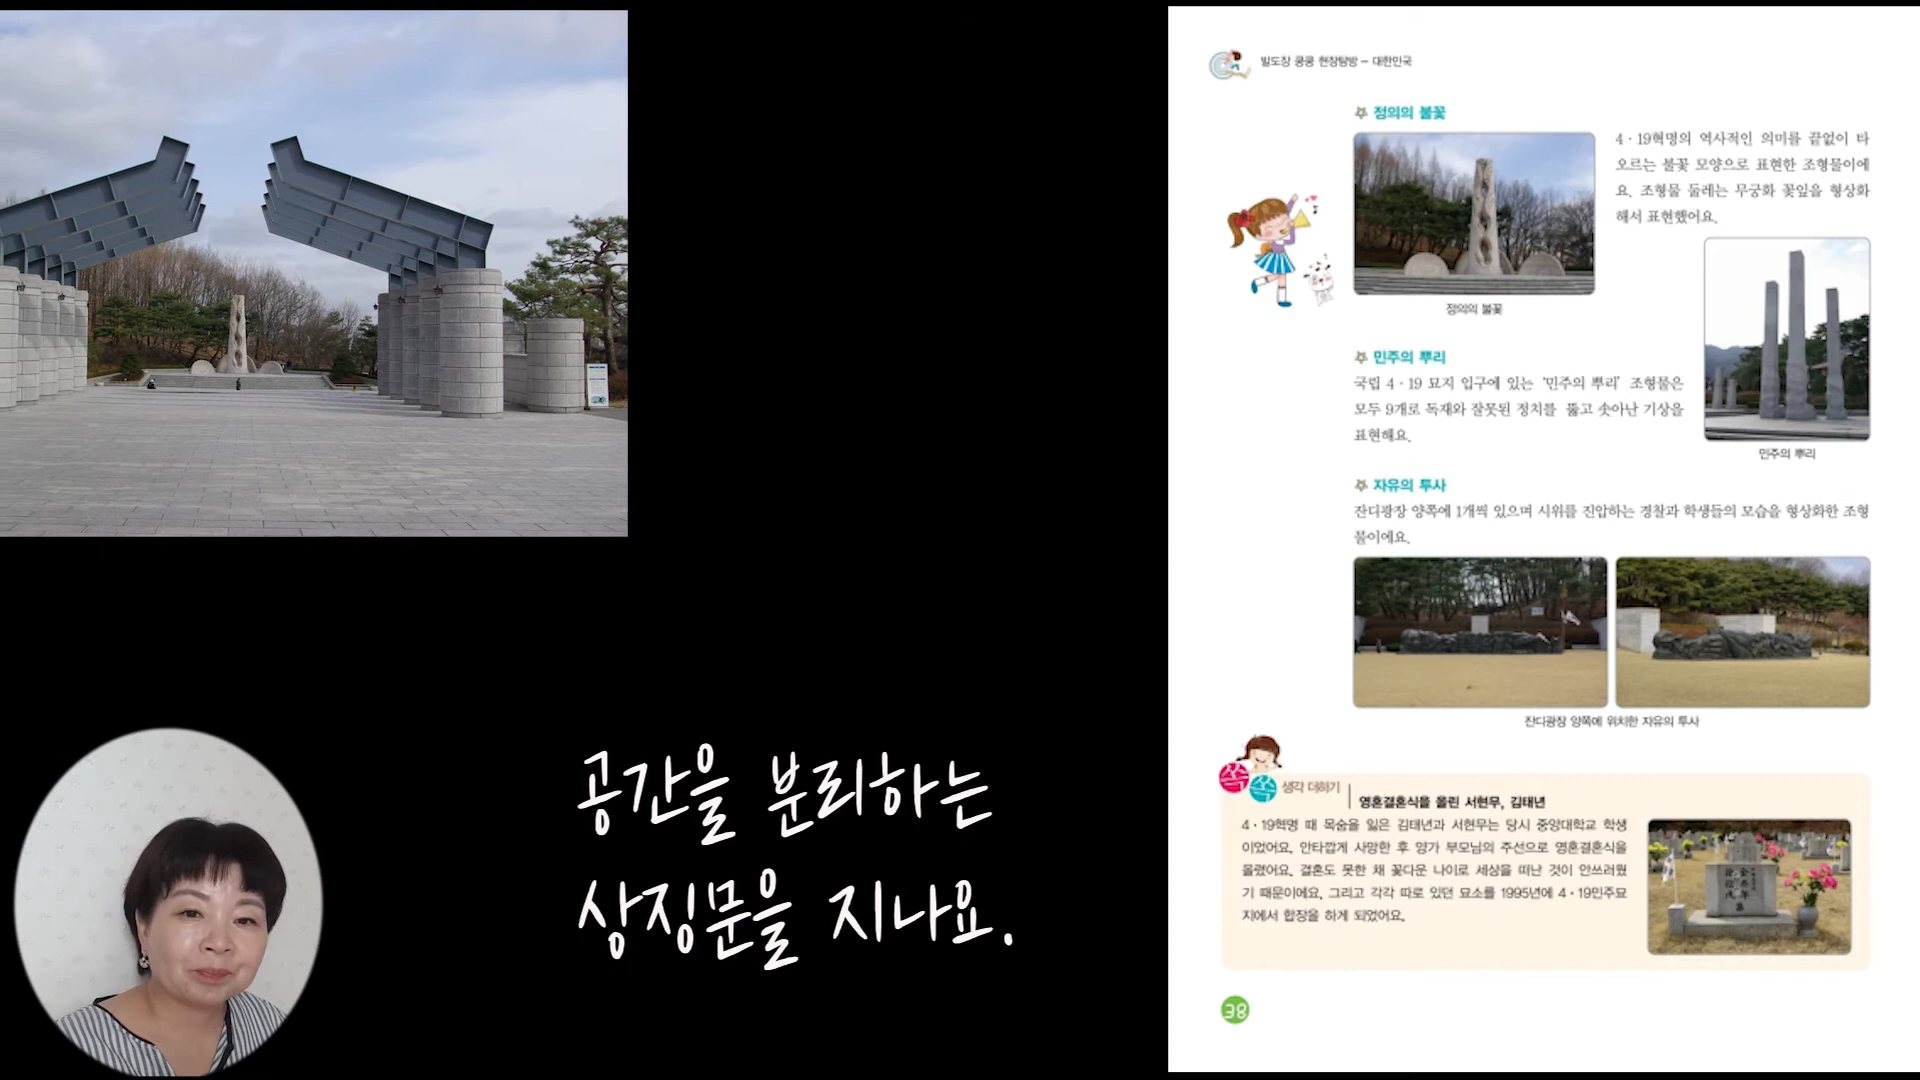 공간을 분리하는
상징문을 지나요.
발도장 쿵쿵 현장탐방 - 대한민국
정의의 불꽃
4·19혁명의 역사적인 의미를 끝없이 타
오르는 불꽃 모양으로 표현한 조형물이에
요. 조형물 둘레는 무궁화 꽃잎을 형상화
해서 표현했어요.
정의의 불꽃
민주의 뿌리
국립 4·19 묘지 입구에 있는 '민주의 뿌리' 조형물은
모두 9개로 독재와 잘못된 정치를 뚫고 솟아난 기상을
표현해요.
민주의 뿌리
자유의 투사
잔디광장 양쪽에 1개씩 있으며 시위를 진압하는 경찰과 학생들의 모습을 형상화한 조형
물이에요.
잔디광장 양쪽에 위치한 자유의 투사
쏙쏙 생각 더하기
영혼결혼식을 올린 서현무, 김태년
4·19혁명 때 목숨을 잃은 김태년과 서현무는 당시 중앙대학교 학생
이었어요. 안타깝게 사망한 후 양가 부모님의 주선으로 영혼결혼식을
올렸어요. 결혼도 못한 채 꽃다운 나이로 세상을 떠난 것이 안쓰러웠
기 때문이에요. 그리고 각각 따로 있던 묘소를 1995년에 4·19민주묘
지에서 합장을 하게 되었어요.
38